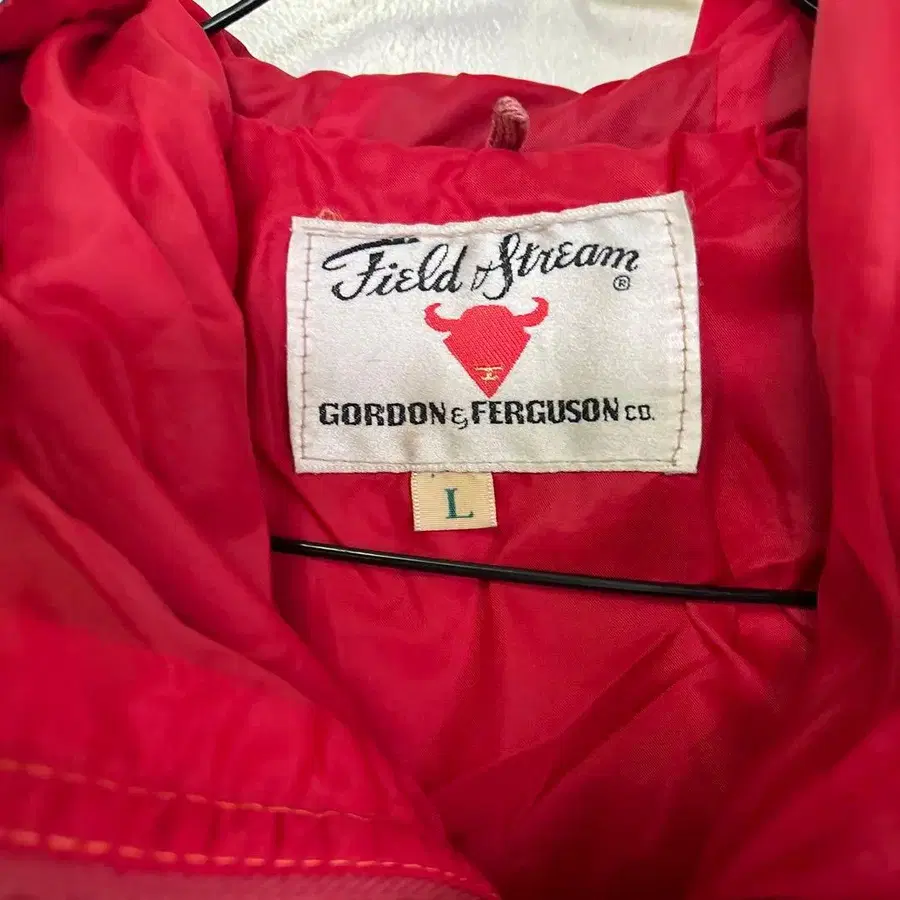 Field & Stream ®
GORDON & FERGUSON CO.
L